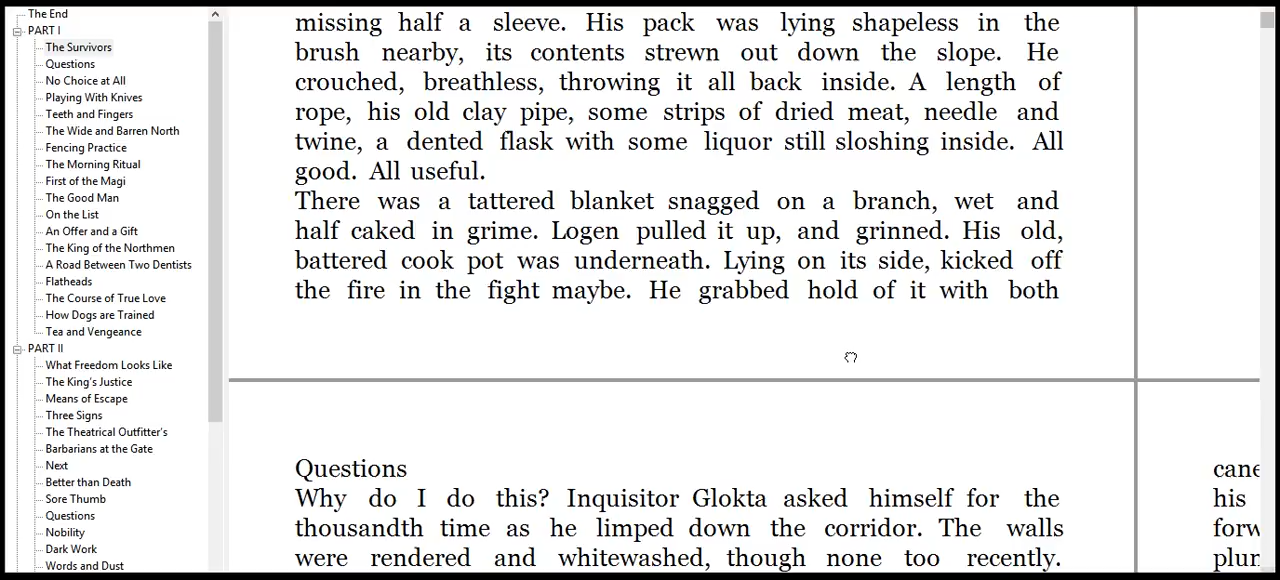 The End
PART I
The Survivors
Questions
No Choice at All
Playing With Knives
Teeth and Fingers
The Wide and Barren North
Fencing Practice
The Morning Ritual
First of the Magi
The Good Man
On the List
An Offer and a Gift
The King of the Northmen
A Road Between Two Dentists
Flatheads
The Course of True Love
How Dogs are Trained
Tea and Vengeance
PART II
What Freedom Looks Like
The King's Justice
Means of Escape
Three Signs
The Theatrical Outfitter's
Barbarians at the Gate
Next
Better than Death
Sore Thumb
Questions
Nobility
Dark Work
Words and Dust
missing half a sleeve. His pack was lying shapeless in the
brush nearby, its contents strewn out down the slope. He
crouched, breathless, throwing it all back inside. A length of
rope, his old clay pipe, some strips of dried meat, needle and
twine, a dented flask with some liquor still sloshing inside. All
good. All useful.
There was a tattered blanket snagged on a branch, wet and
half caked in grime. Logen pulled it up, and grinned. His old,
battered cook pot was underneath. Lying on its side, kicked off
the fire in the fight maybe. He grabbed hold of it with both
Questions
Why do I do this? Inquisitor Glokta asked himself for the
thousandth time as he limped down the corridor. The walls
were rendered and whitewashed, though none too recently.
cane
his
forw
plun